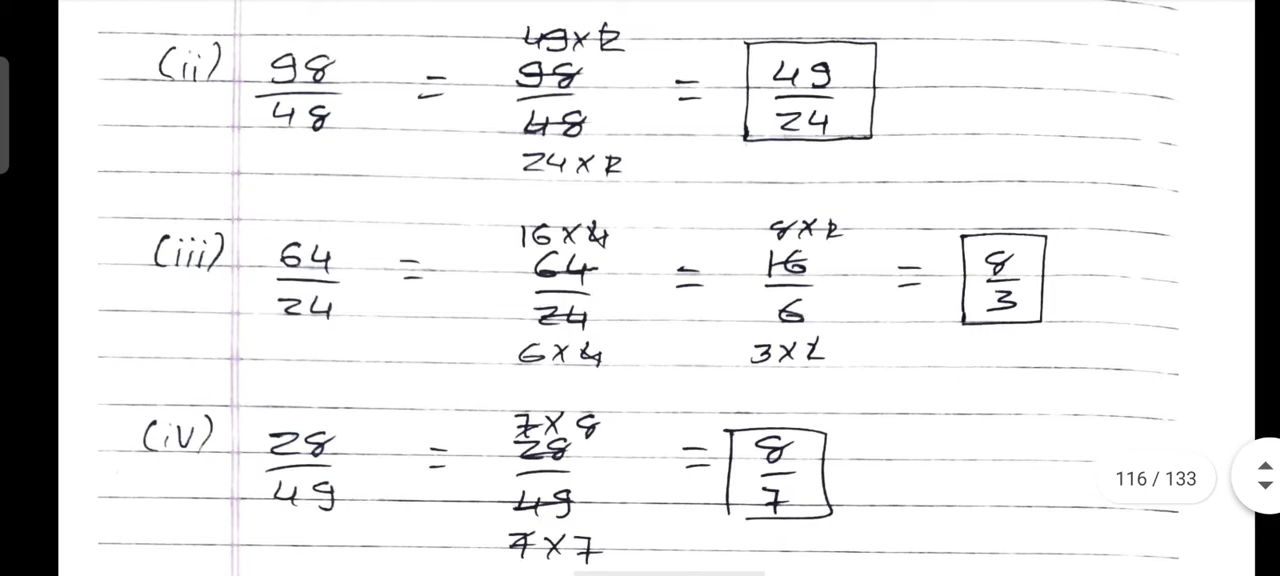 49 × 2
(ii) 98/48 = 98/48 = 49/24
24 × 2
16 × 4 8 × 2
(iii) 64/24 = 64/24 = 16/6 = 8/3
6 × 4 3 × 2
7 × 8
(iv) 28/49 = 28/49 = 8/7
7 × 7
116 / 133